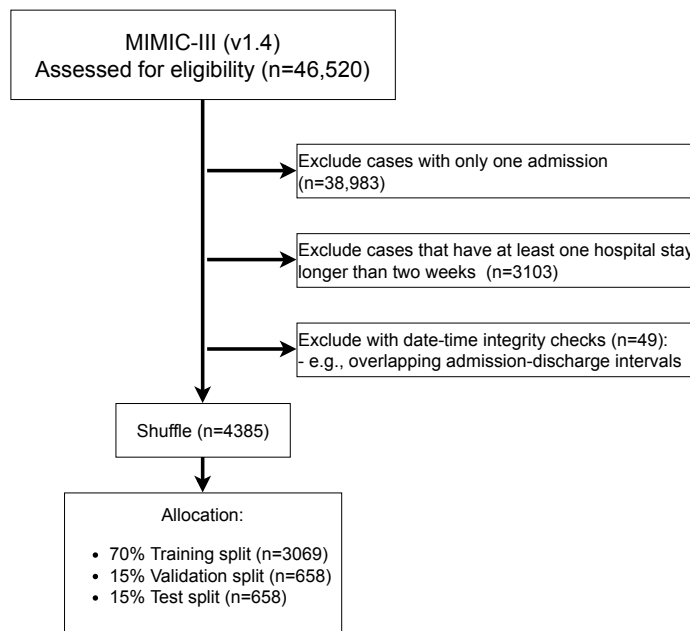 MIMIC-III (v1.4)
Assessed for eligibility (n=46,520)
Exclude cases with only one admission
(n=38,983)
Exclude cases that have at least one hospital stay
longer than two weeks (n=3103)
Exclude with date-time integrity checks (n=49):
- e.g., overlapping admission-discharge intervals
Shuffle (n=4385)
Allocation:
• 70% Training split (n=3069)
• 15% Validation split (n=658)
• 15% Test split (n=658)